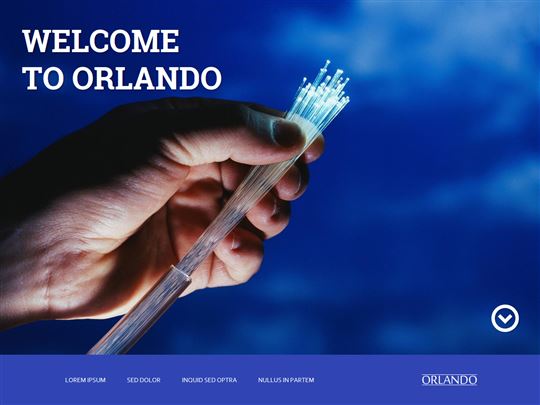 WELCOME
TO ORLANDO
LOREM IPSUM SED DOLOR INQUID SED OPTRA NULLUS IN PARTEM
ORLANDO